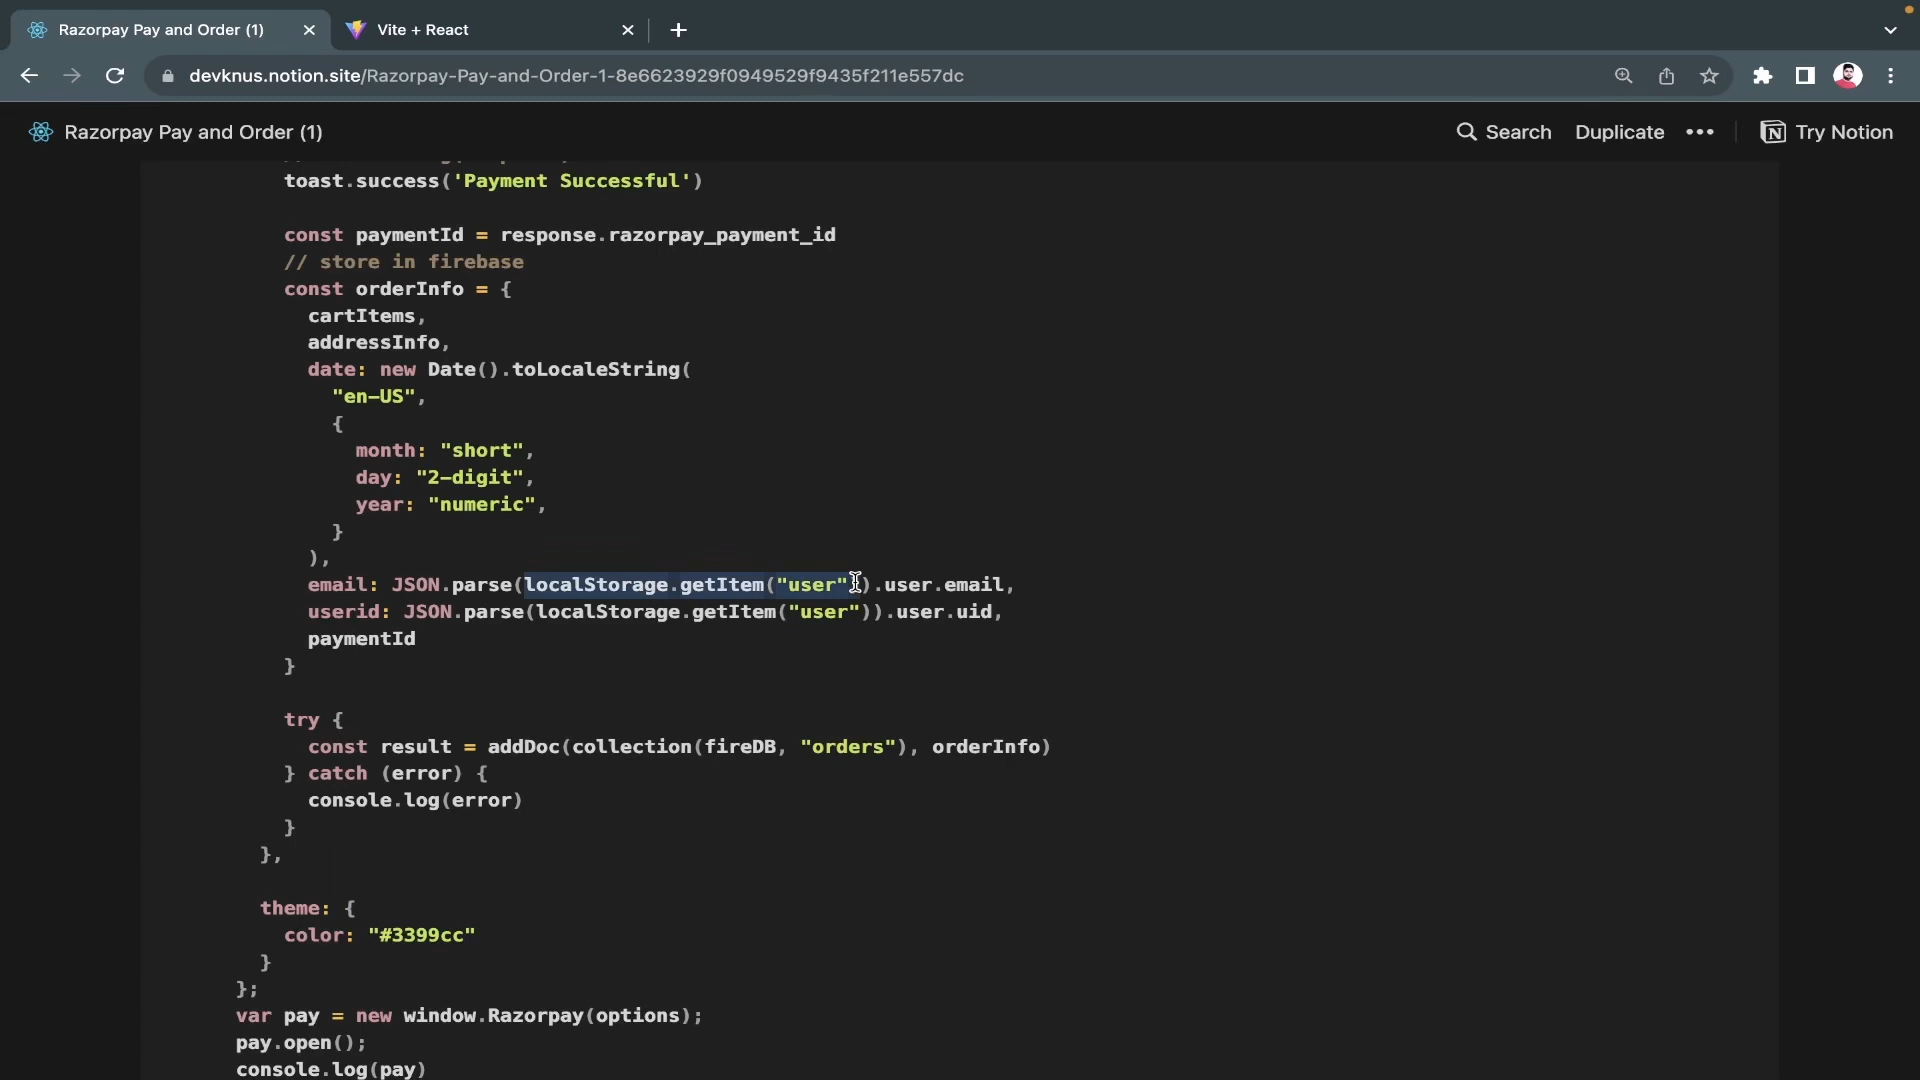 Razorpay Pay and Order (1)
Vite + React
devknus.notion.site/Razorpay-Pay-and-Order-1-8e6623929f0949529f9435f211e557dc
Razorpay Pay and Order (1)
Search
Duplicate
Try Notion
toast.success('Payment Successful')
const paymentId = response.razorpay_payment_id
// store in firebase
const orderInfo = {
cartItems,
addressInfo,
date: new Date().toLocaleString(
"en-US",
{
month: "short",
day: "2-digit",
year: "numeric",
}
),
email: JSON.parse(localStorage.getItem("user")).user.email,
userid: JSON.parse(localStorage.getItem("user")).user.uid,
paymentId
}
try {
const result = addDoc(collection(fireDB, "orders"), orderInfo)
} catch (error) {
console.log(error)
}
},
theme: {
color: "#3399cc"
}
};
var pay = new window.Razorpay(options);
pay.open();
console.log(pay)